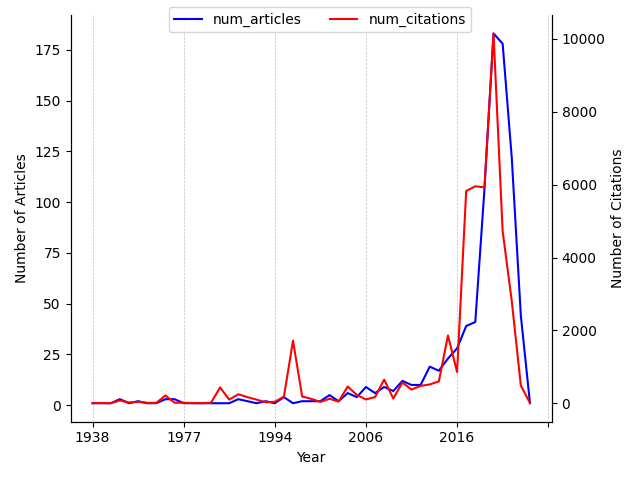 num_articles num_citations
175
150
125
100
75
50
25
0
Number of Articles
10000
8000
6000
4000
2000
0
Number of Citations
1938 1977 1994 2006 2016
Year